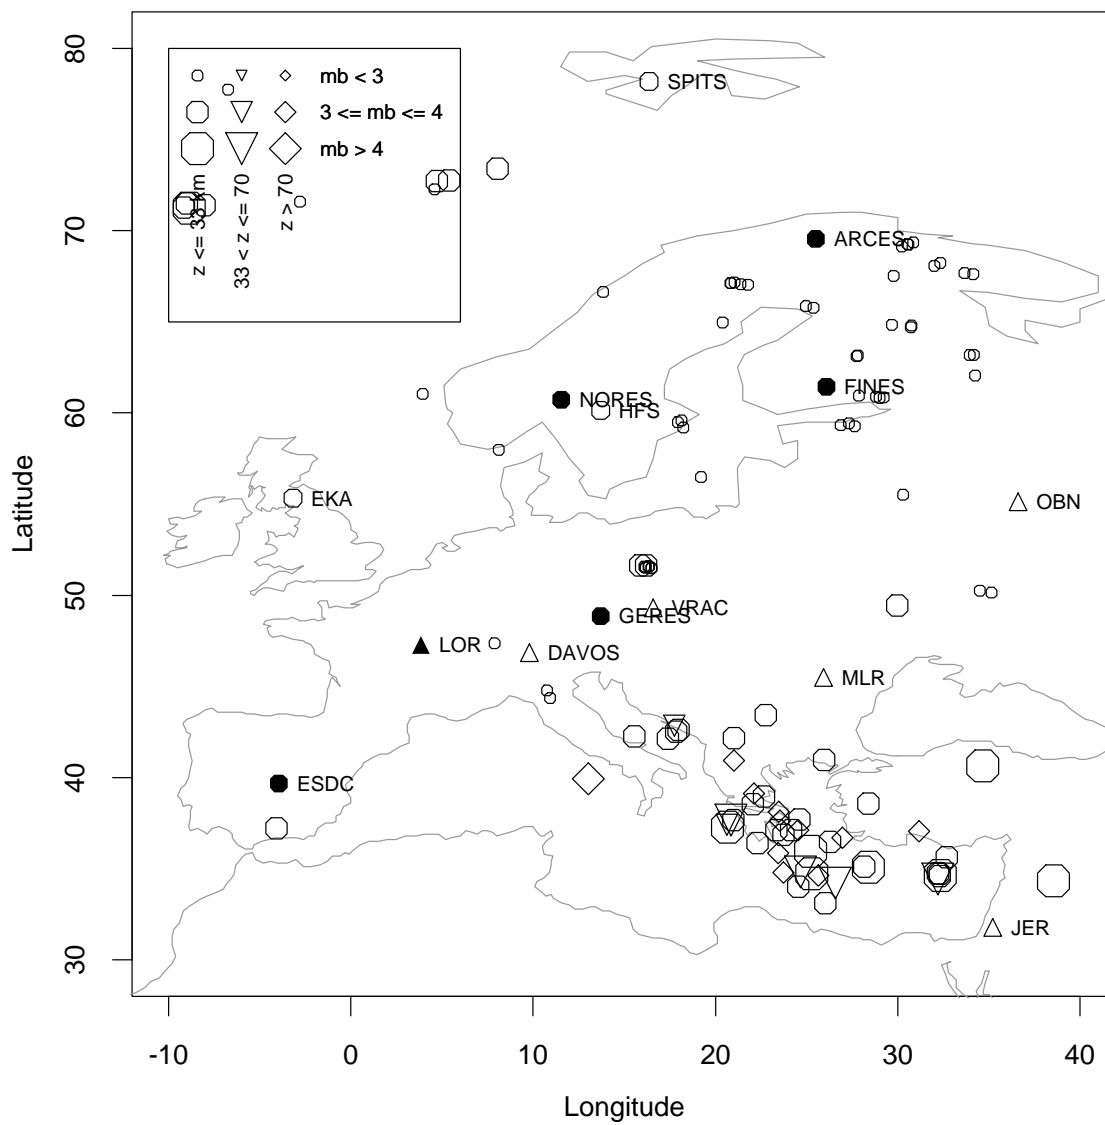 80
70
60
50
40
30
Latitude
mb < 3
3 <= mb <= 4
mb > 4
z <= 33 km
33 < z <= 70
z > 70
SPITS
ARCES
NORES
HFS
FINES
EKA
OBN
GERES
VRAC
LOR
DAVOS
MLR
ESDC
JER
-10 0 10 20 30 40
Longitude